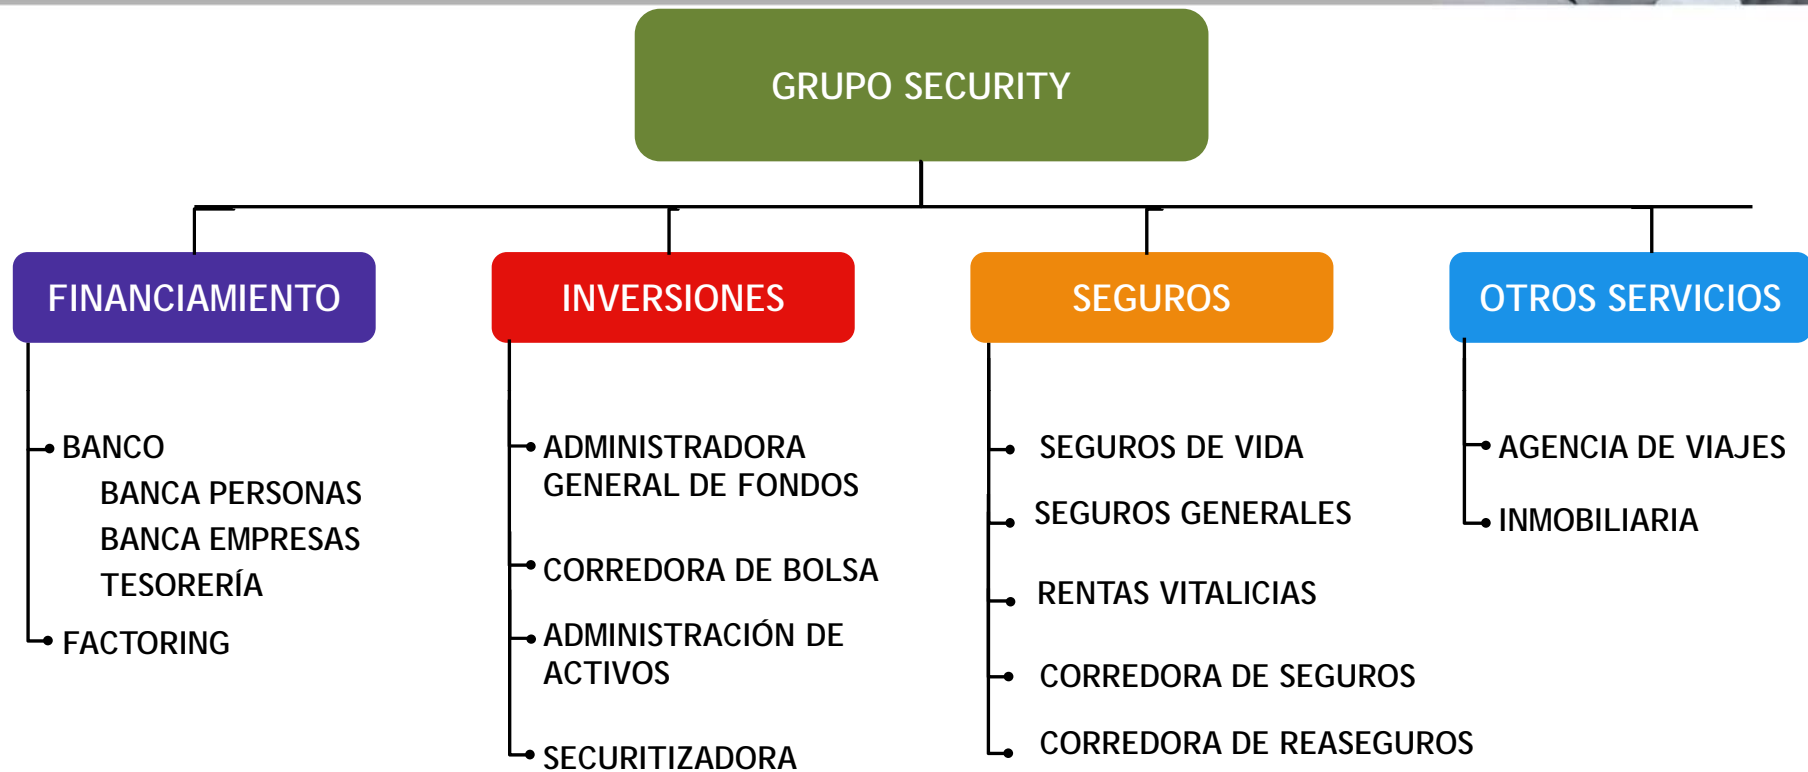 GRUPO SECURITY
FINANCIAMIENTO
BANCO
BANCA PERSONAS
BANCA EMPRESAS
TESORERÍA
FACTORING
INVERSIONES
ADMINISTRADORA
GENERAL DE FONDOS
CORREDORA DE BOLSA
ADMINISTRACIÓN DE
ACTIVOS
SECURITIZADORA
SEGUROS
SEGUROS DE VIDA
SEGUROS GENERALES
RENTAS VITALICIAS
CORREDORA DE SEGUROS
CORREDORA DE REASEGUROS
OTROS SERVICIOS
AGENCIA DE VIAJES
INMOBILIARIA